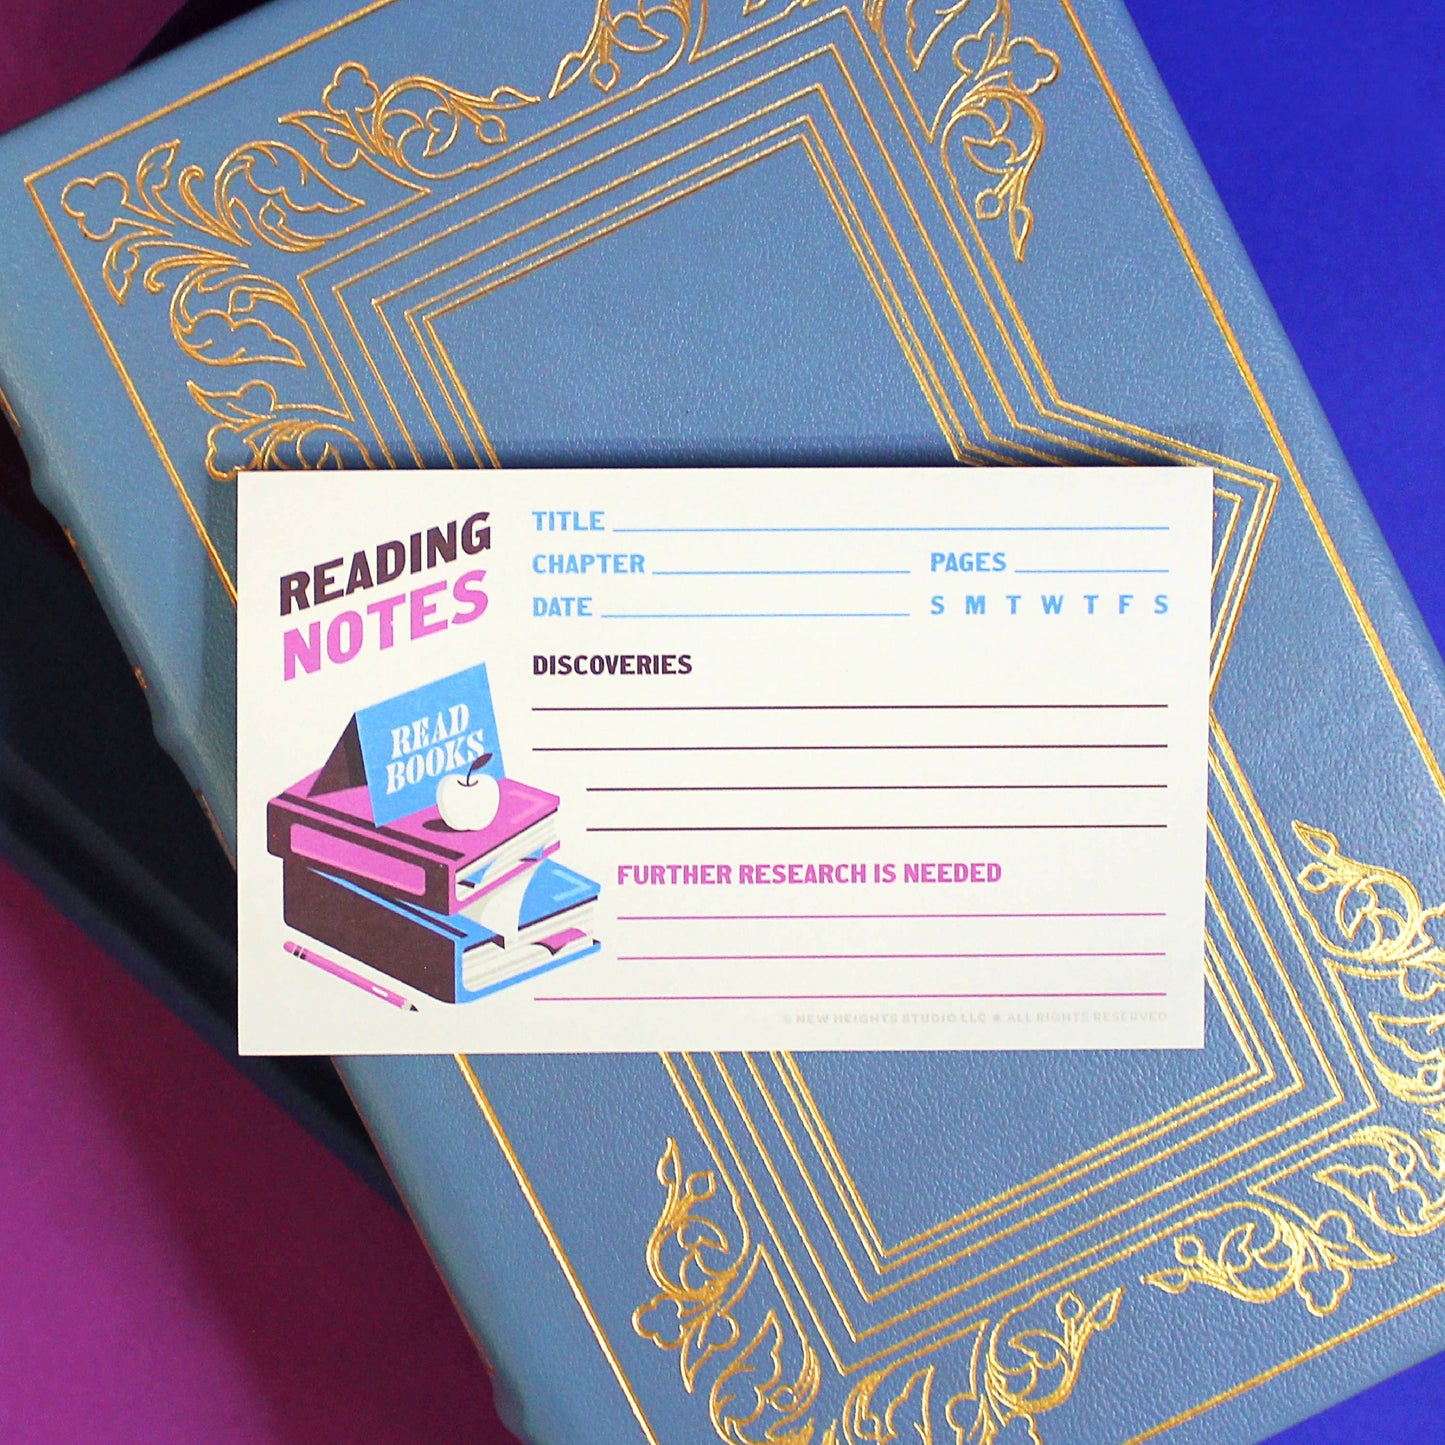 READING
NOTES
READ
BOOKS
TITLE
CHAPTER
PAGES
DATE
S M T W T F S
DISCOVERIES
FURTHER RESEARCH IS NEEDED
© NEW HEIGHTS STUDIO LLC ★ ALL RIGHTS RESERVED